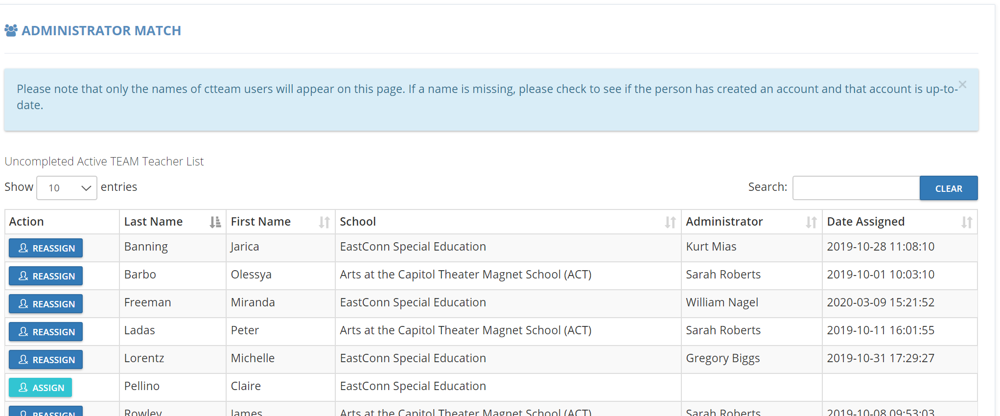 ADMINISTRATOR MATCH
Please note that only the names of ctteam users will appear on this page. If a name is missing, please check to see if the person has created an account and that account is up-to-
date.
Uncompleted Active TEAM Teacher List
Show 10 entries Search: CLEAR
Action Last Name First Name School Administrator Date Assigned
REASSIGN Banning Jarica EastConn Special Education Kurt Mias 2019-10-28 11:08:10
REASSIGN Barbo Olessya Arts at the Capitol Theater Magnet School (ACT) Sarah Roberts 2019-10-01 10:03:10
REASSIGN Freeman Miranda EastConn Special Education William Nagel 2020-03-09 15:21:52
REASSIGN Ladas Peter Arts at the Capitol Theater Magnet School (ACT) Sarah Roberts 2019-10-11 16:01:55
REASSIGN Lorentz Michelle EastConn Special Education Gregory Biggs 2019-10-31 17:29:27
ASSIGN Pellino Claire EastConn Special Education
REASSIGN Rowley James Arts at the Capitol Theater Magnet School (ACT) Sarah Roberts 2019-10-08 09:53:03